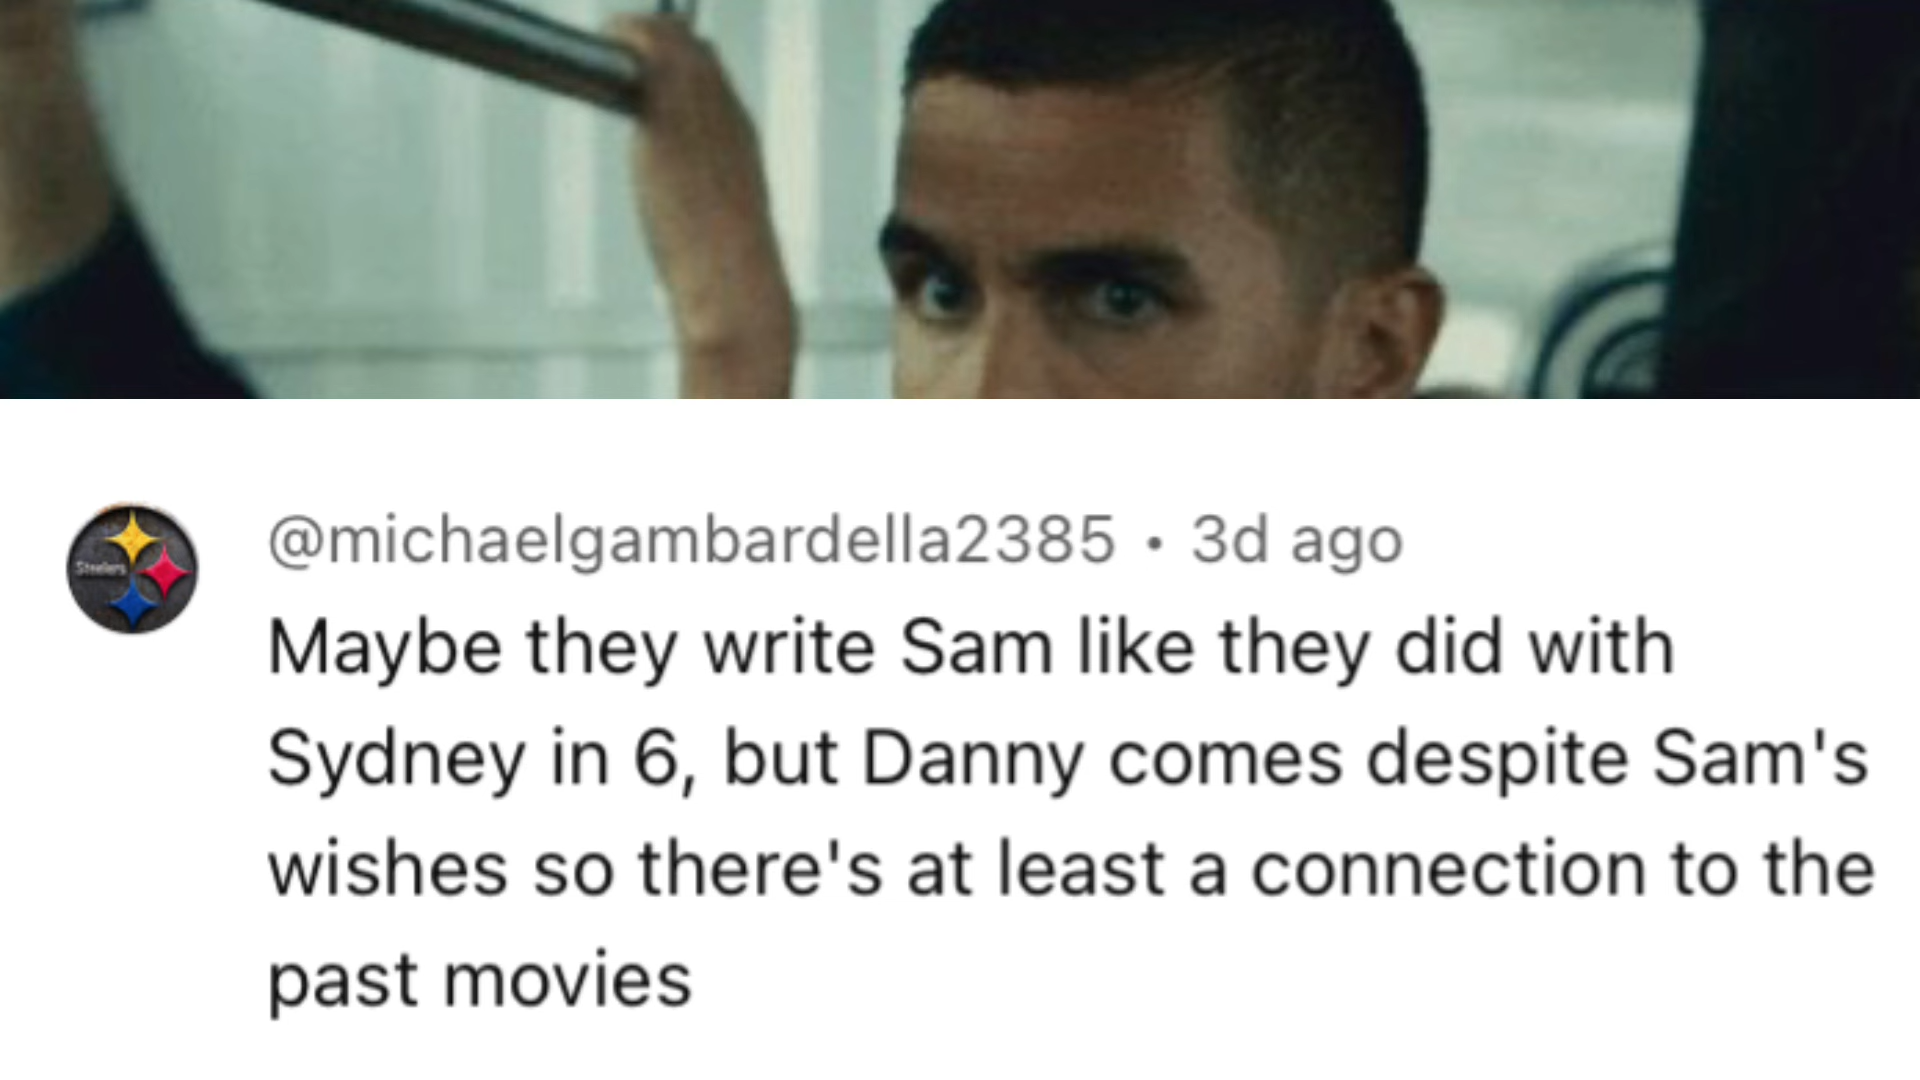 Steelers
@michaelgambardella2385 • 3d ago
Maybe they write Sam like they did with
Sydney in 6, but Danny comes despite Sam's
wishes so there's at least a connection to the
past movies